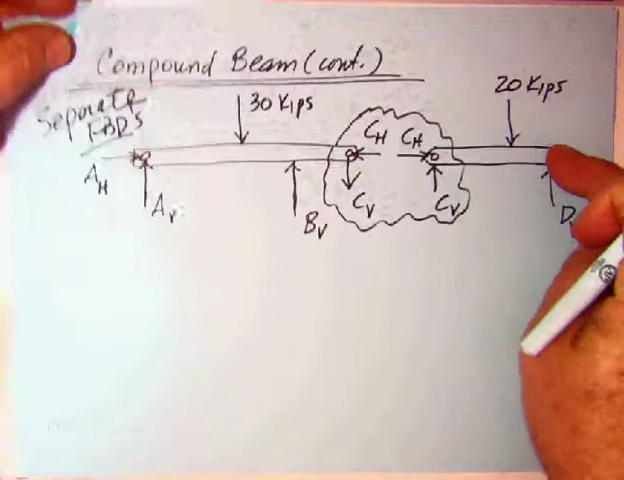 Compound Beam (cont.)
Separate
FBD's
30 Kips
20 Kips
CH CH
AH
AV
BV
CV
CV
D